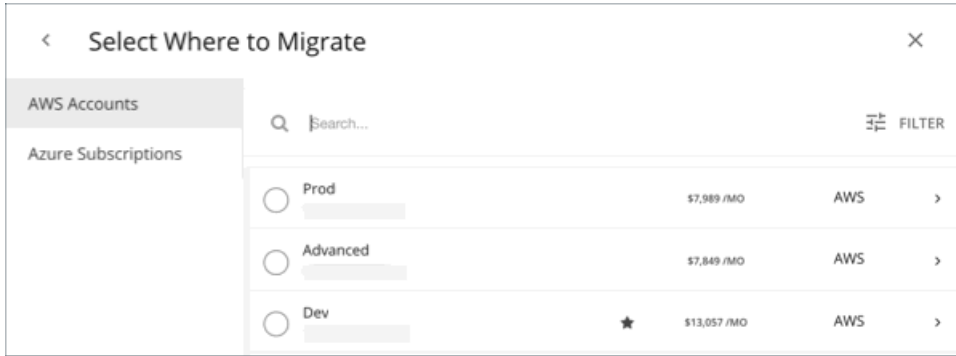 Select Where to Migrate
AWS Accounts
Azure Subscriptions
Search...
FILTER
Prod
$7,989 /MO
AWS
Advanced
$7,849 /MO
AWS
Dev
$13,057 /MO
AWS